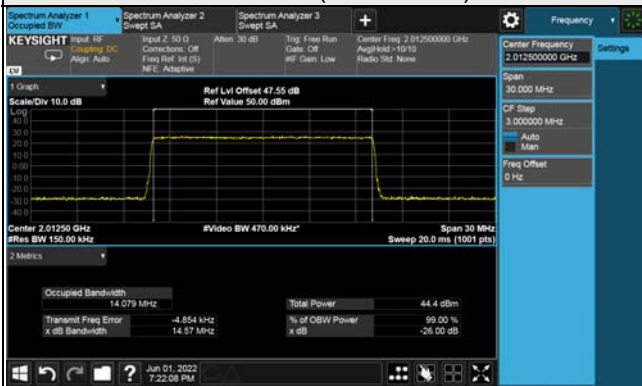 Spectrum Analyzer 1
Occupied BW
Spectrum Analyzer 2
Swept SA
Spectrum Analyzer 3
Swept SA
+
Frequency
KEYSIGHT
Input: RF
Coupling: DC
Align: Auto
Input Z: 50 Ω
Corrections: Off
Freq Ref: Int (S)
NFE: Adaptive
Atten: 30 dB
Trig: Free Run
Gate: Off
#IF Gain: Low
Center Freq: 2.012500000 GHz
Avg|Hold:>10/10
Radio Std: None
Center Frequency
2.012500000 GHz
Settings
Span
30.000 MHz
CF Step
3.000000 MHz
Auto
Man
Freq Offset
0 Hz
1 Graph
Scale/Div 10.0 dB
Ref Lvl Offset 47.55 dB
Ref Value 50.00 dBm
Log
40.0
30.0
20.0
10.0
0.00
-10.0
-20.0
-30.0
-40.0
Center 2.01250 GHz
#Res BW 150.00 kHz
#Video BW 470.00 kHz*
Span 30 MHz
Sweep 20.0 ms (1001 pts)
2 Metrics
Occupied Bandwidth
14.079 MHz
Total Power 44.4 dBm
Transmit Freq Error -4.854 kHz
% of OBW Power 99.00 %
x dB Bandwidth 14.57 MHz
x dB -26.00 dB
?
Jun 01, 2022
7:22:08 PM